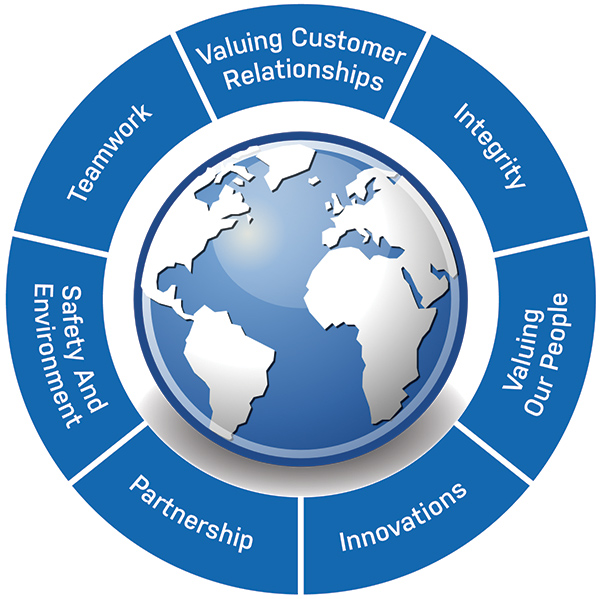 Valuing Customer
Relationships
Integrity
Valuing
Our People
Innovations
Partnership
Safety And
Environment
Teamwork